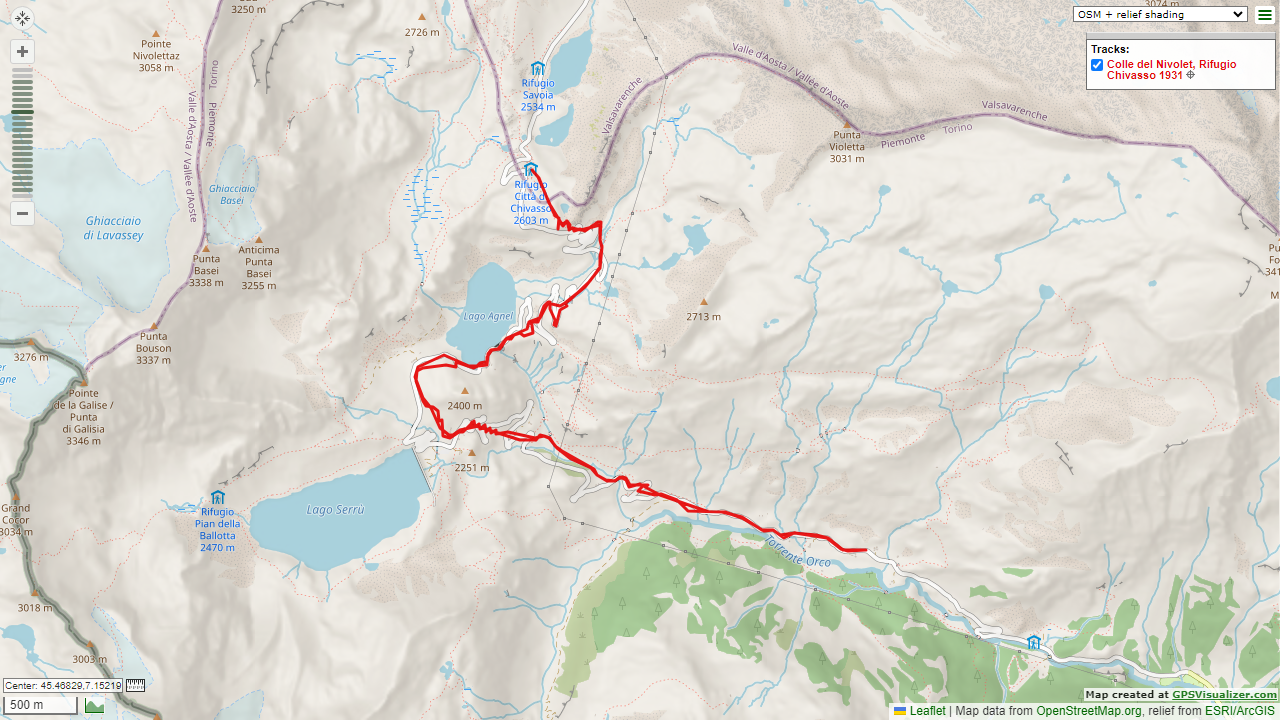 3250 m
2726 m
3074 m
OSM + relief shading
Pointe
Nivolettaz
3058 m
Tracks:
Colle del Nivolet, Rifugio
Chivasso 1931
Valle d'Aosta / Vallée d'Aoste
Valle d'Aosta / Vallée d'Aoste
Torino
Piemonte
Rifugio
Savoia
2534 m
Valsavarenche
Valsavarenche
Piemonte
Torino
Punta
Violetta
3031 m
Rifugio
Città di
Chivasso
2603 m
Ghiacciaio
Basei
Ghiacciaio
di Lavassey
Punta
Basei
3338 m
Anticima
Punta
Basei
3255 m
Lago Agnel
2713 m
Punta
Bouson
3337 m
3276 m
Pointe
de la Galise /
Punta
di Galisia
3346 m
2400 m
2251 m
Lago Serrù
Rifugio
Pian della
Ballotta
2470 m
Grand
Cocor
3034 m
Torrente Orco
3018 m
3003 m
Center: 45.46829,7.15219
500 m
Map created at GPSVisualizer.com
Leaflet | Map data from OpenStreetMap.org, relief from ESRI/ArcGIS